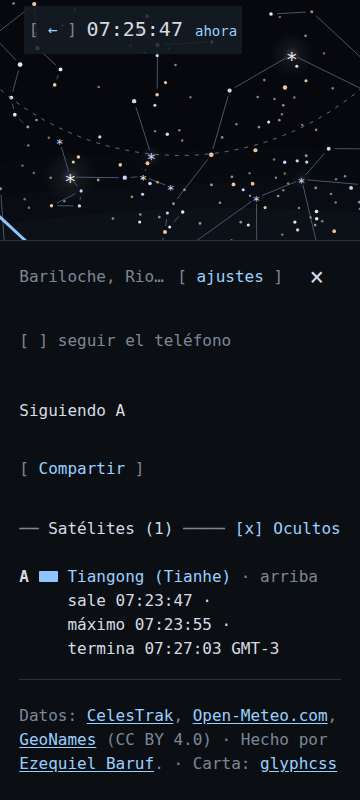 [ ← ] 07:25:47 ahora
Bariloche, Rio… [ ajustes ] ×
[ ] seguir el teléfono
Siguiendo A
[ Compartir ]
── Satélites (1) ──── [x] Ocultos
A Tiangong (Tianhe) · arriba
sale 07:23:47 ·
máximo 07:23:55 ·
termina 07:27:03 GMT-3
Datos: CelesTrak, Open-Meteo.com,
GeoNames (CC BY 4.0) · Hecho por
Ezequiel Baruf. · Carta: glyphcss